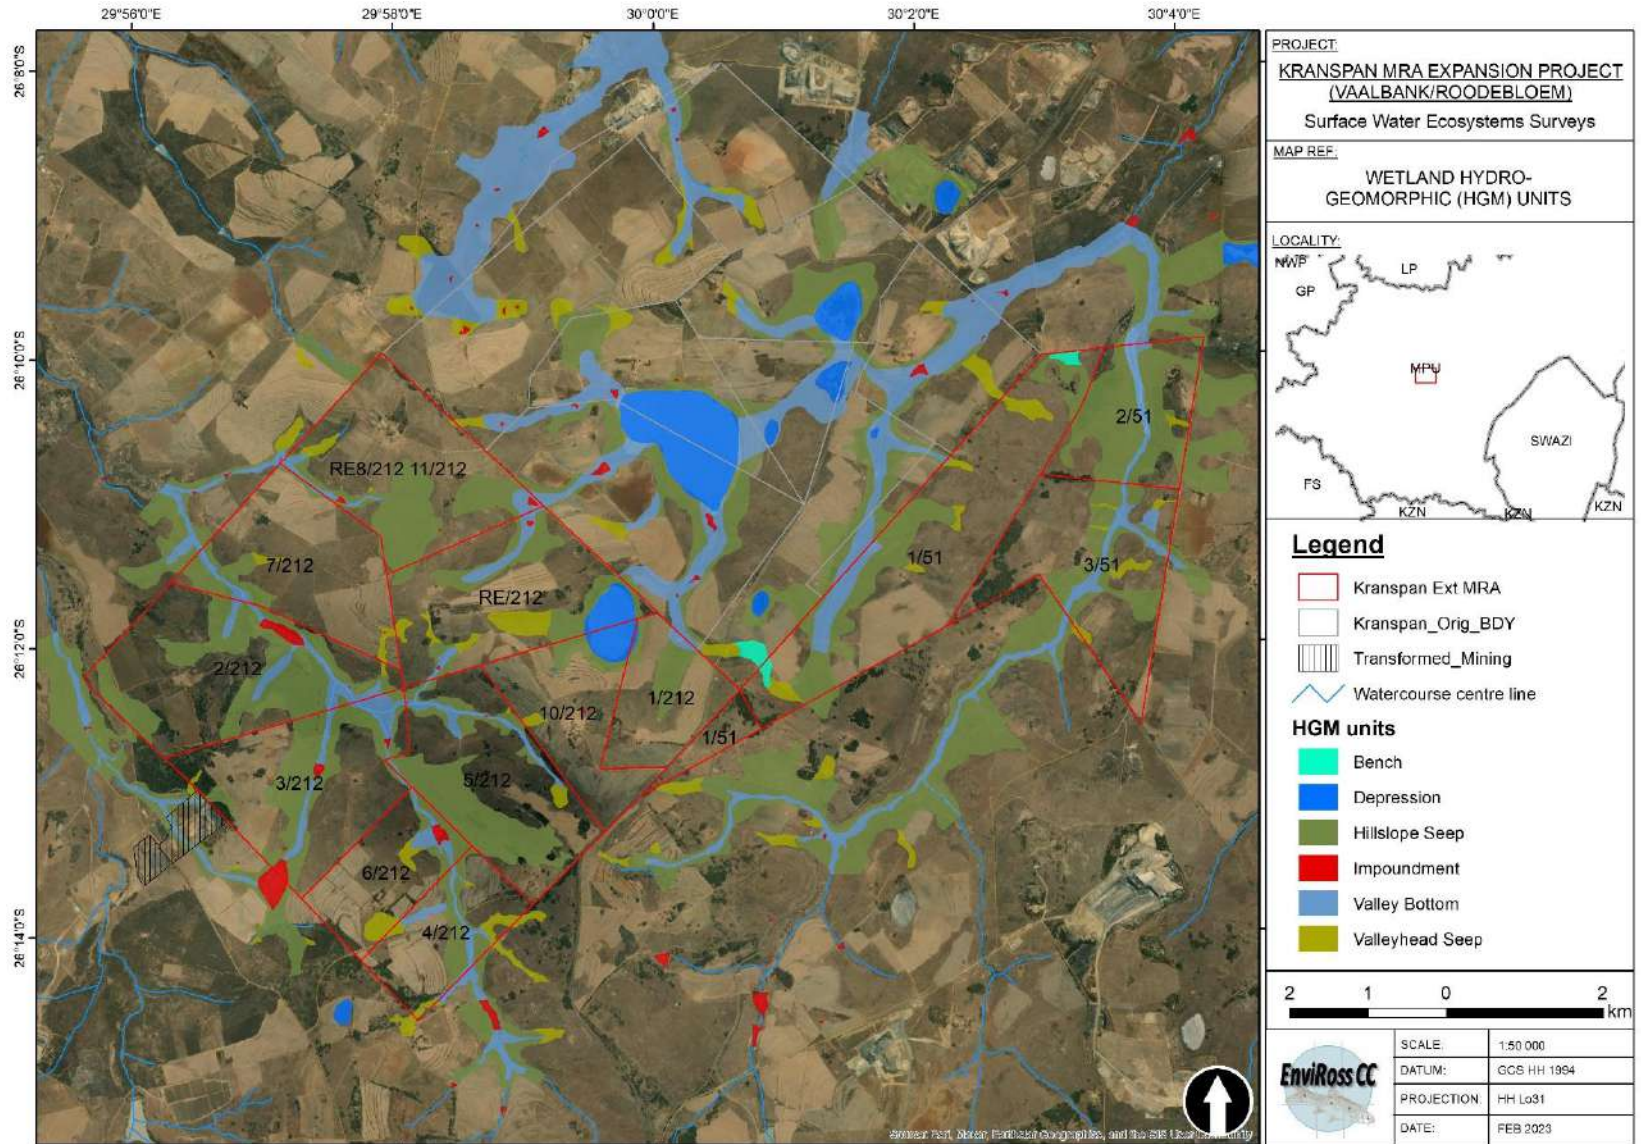 29°56'0"E
29°58'0"E
30°0'0"E
30°2'0"E
30°4'0"E
26°8'0"S
26°10'0"S
26°12'0"S
26°14'0"S
RE8/212 11/212
2/51
7/212
1/51
3/51
RE/212
2/212
1/212
10/212
1/51
3/212
5/212
6/212
4/212
PROJECT:
KRANSPAN MRA EXPANSION PROJECT
(VAALBANK/ROODEBLOEM)
Surface Water Ecosystems Surveys
MAP REF:
WETLAND HYDRO-
GEOMORPHIC (HGM) UNITS
LOCALITY:
NWP
LP
GP
MPU
SWAZI
FS
KZN
KZN
KZN
Legend
Kranspan Ext MRA
Kranspan_Orig_BDY
Transformed_Mining
Watercourse centre line
HGM units
Bench
Depression
Hillslope Seep
Impoundment
Valley Bottom
Valleyhead Seep
2 1 0 2
km
EnviRoss CC
SCALE: 1:50 000
DATUM: GCS HH 1994
PROJECTION: HH Lo31
DATE: FEB 2023